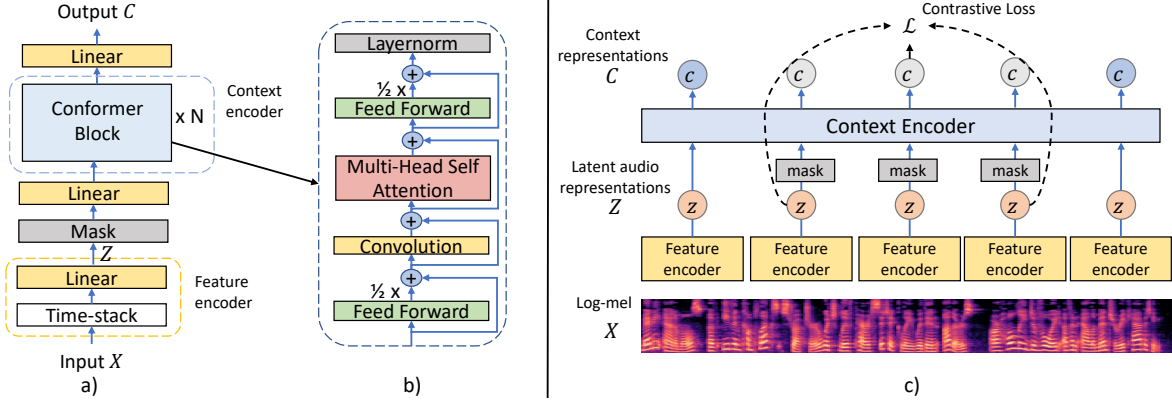 Output C
Linear
Conformer
Block
x N
Context
encoder
Linear
Mask
Z
Linear
Time-stack
Feature
encoder
Input X
a)
Layernorm
+
½ x
Feed Forward
+
Multi-Head Self
Attention
+
Convolution
+
½ x
Feed Forward
b)
Contrastive Loss
ℒ
Context
representations
C
c c c c c
Context Encoder
Latent audio
representations
Z
mask mask mask
z z z z z
Feature encoder
Feature encoder
Feature encoder
Feature encoder
Feature encoder
Log-mel
X
c)